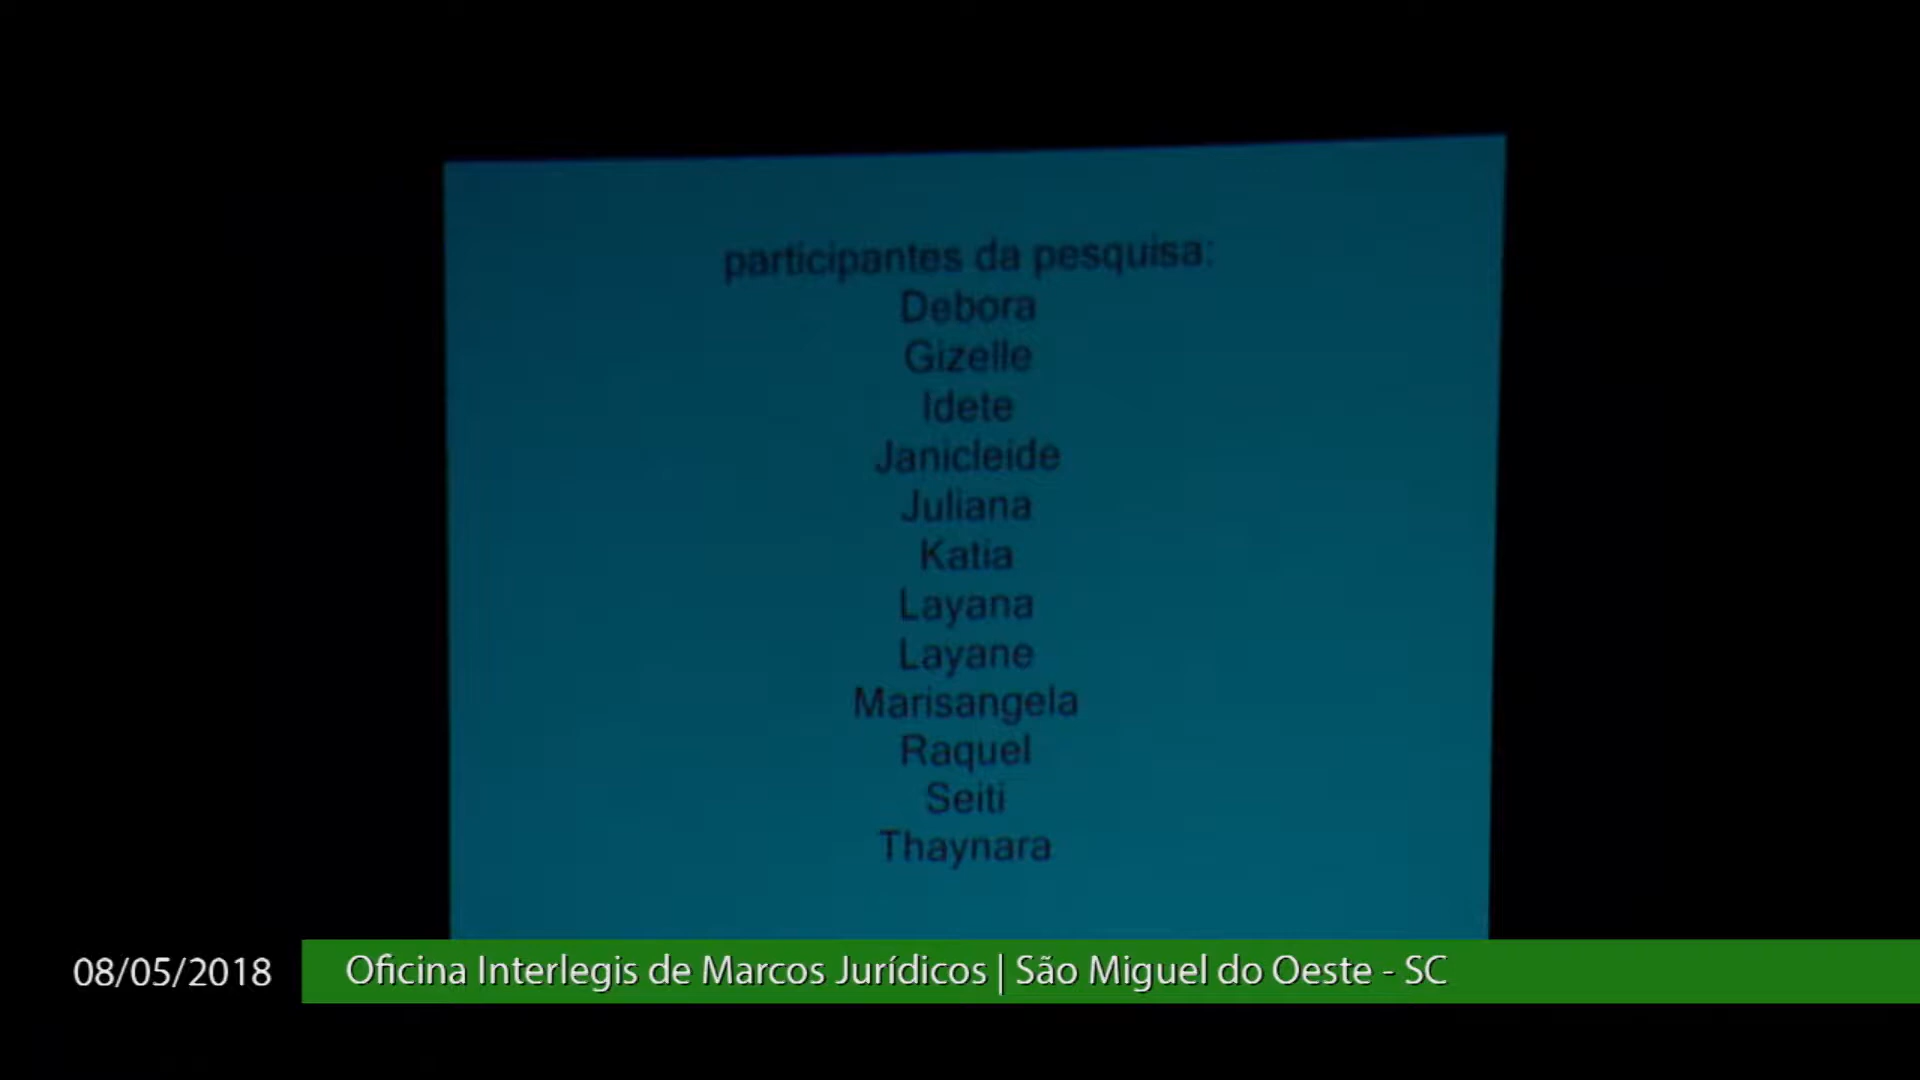 participantes da pesquisa:
Debora
Gizelle
Idete
Janicleide
Juliana
Katia
Layana
Layane
Marisangela
Raquel
Seiti
Thaynara
08/05/2018
Oficina Interlegis de Marcos Jurídicos | São Miguel do Oeste - SC